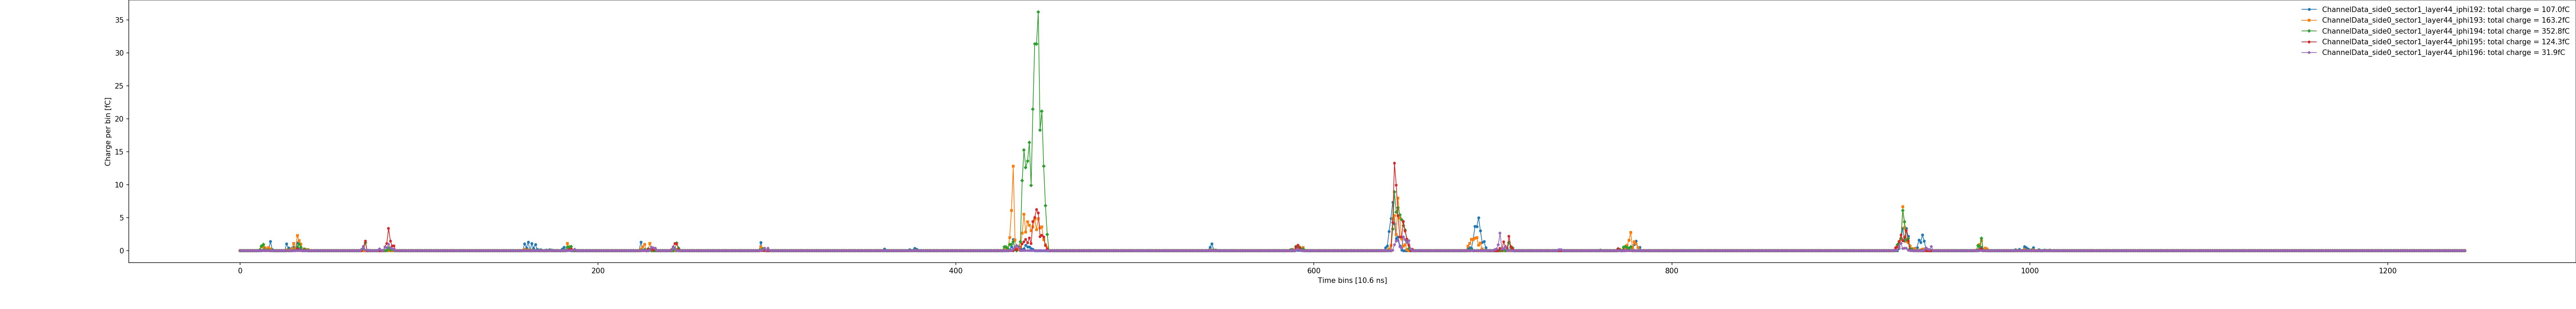 ChannelData_side0_sector1_layer44_iphi192: total charge = 107.0fC
ChannelData_side0_sector1_layer44_iphi193: total charge = 163.2fC
ChannelData_side0_sector1_layer44_iphi194: total charge = 352.8fC
ChannelData_side0_sector1_layer44_iphi195: total charge = 124.3fC
ChannelData_side0_sector1_layer44_iphi196: total charge = 31.9fC
Charge per bin [fC]
35
30
25
20
15
10
5
0
0 200 400 600 800 1000 1200
Time bins [10.6 ns]